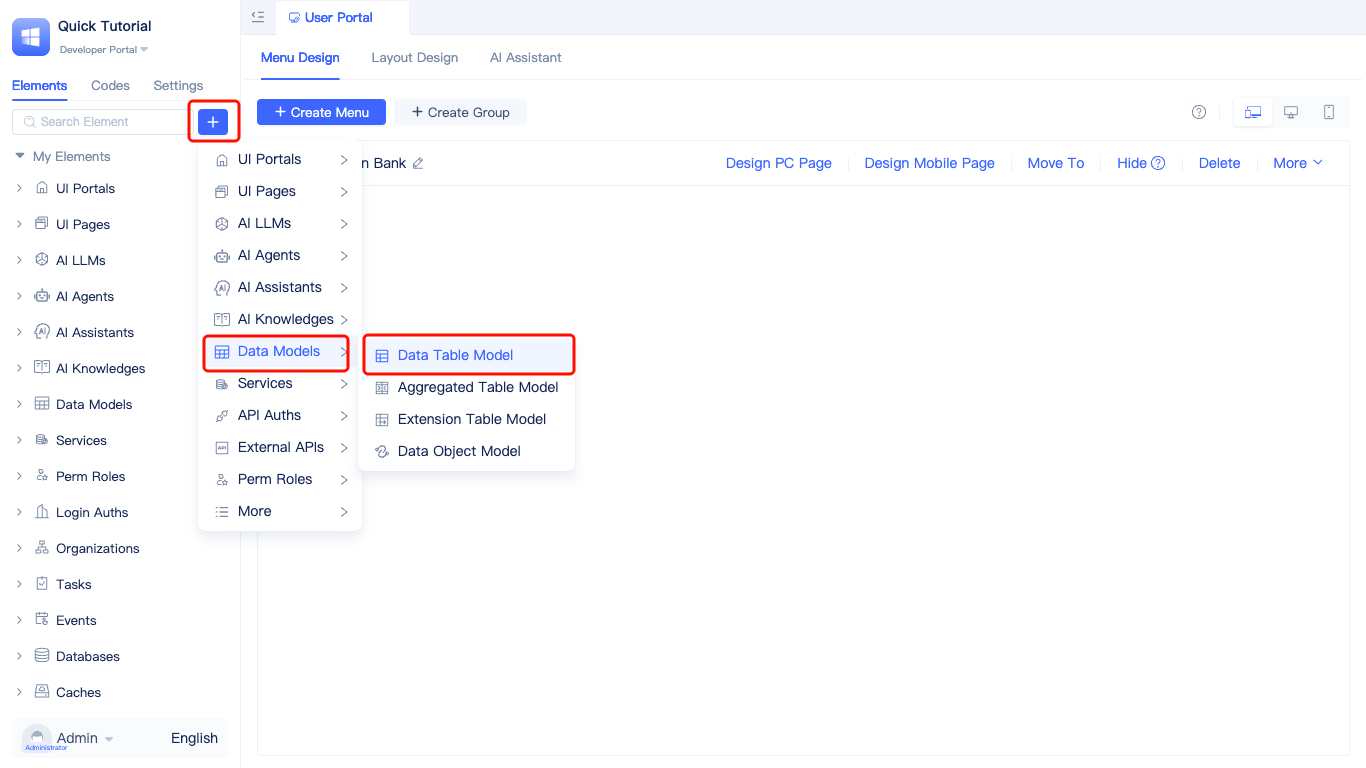 Quick Tutorial
Developer Portal
Elements Codes Settings
Search Element
My Elements
UI Portals
UI Pages
AI LLMs
AI Agents
AI Assistants
AI Knowledges
Data Models
Services
Perm Roles
Login Auths
Organizations
Tasks
Events
Databases
Caches
Admin
Administrator
English
User Portal
Menu Design Layout Design AI Assistant
Create Menu Create Group
n Bank Design PC Page Design Mobile Page Move To Hide Delete More
UI Portals
UI Pages
AI LLMs
AI Agents
AI Assistants
AI Knowledges
Data Models
Services
API Auths
External APIs
Perm Roles
More
Data Table Model
Aggregated Table Model
Extension Table Model
Data Object Model